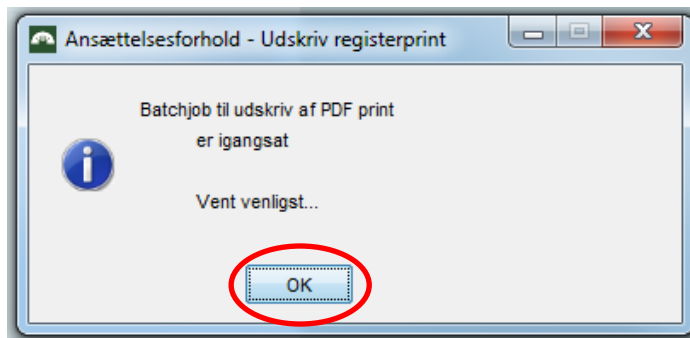 Ansættelsesforhold - Udskriv registerprint
Batchjob til udskriv af PDF print
er igangsat
Vent venligst...
OK